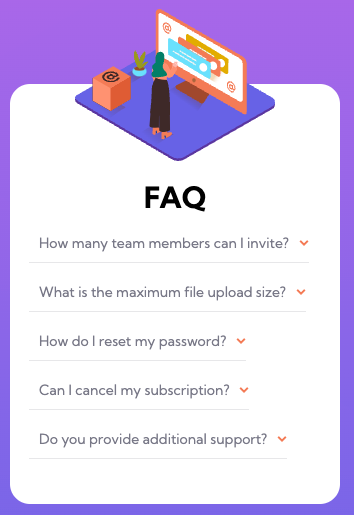 FAQ
How many team members can I invite?
What is the maximum file upload size?
How do I reset my password?
Can I cancel my subscription?
Do you provide additional support?